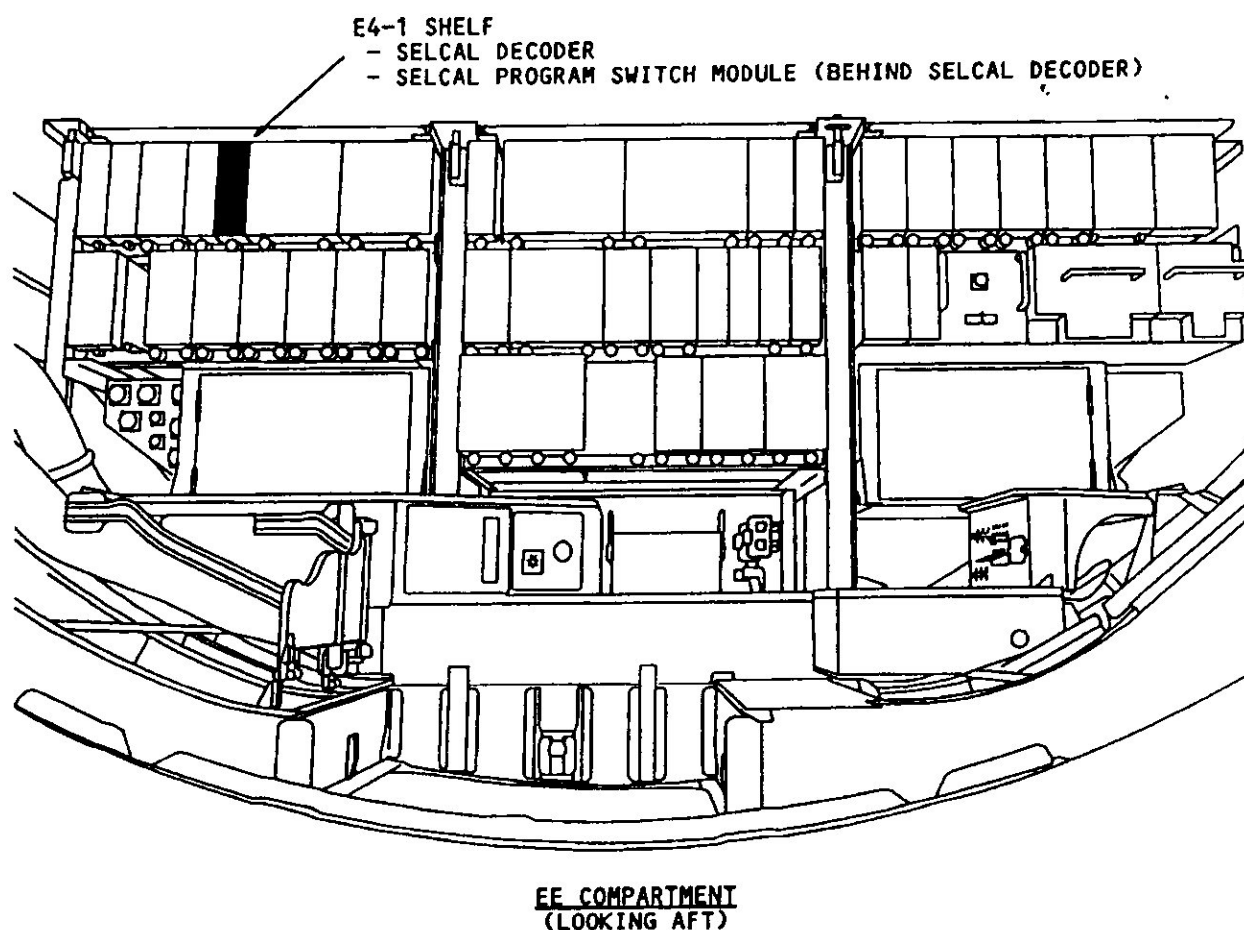 E4-1 SHELF
- SELCAL DECODER
- SELCAL PROGRAM SWITCH MODULE (BEHIND SELCAL DECODER)
EE COMPARTMENT
(LOOKING AFT)